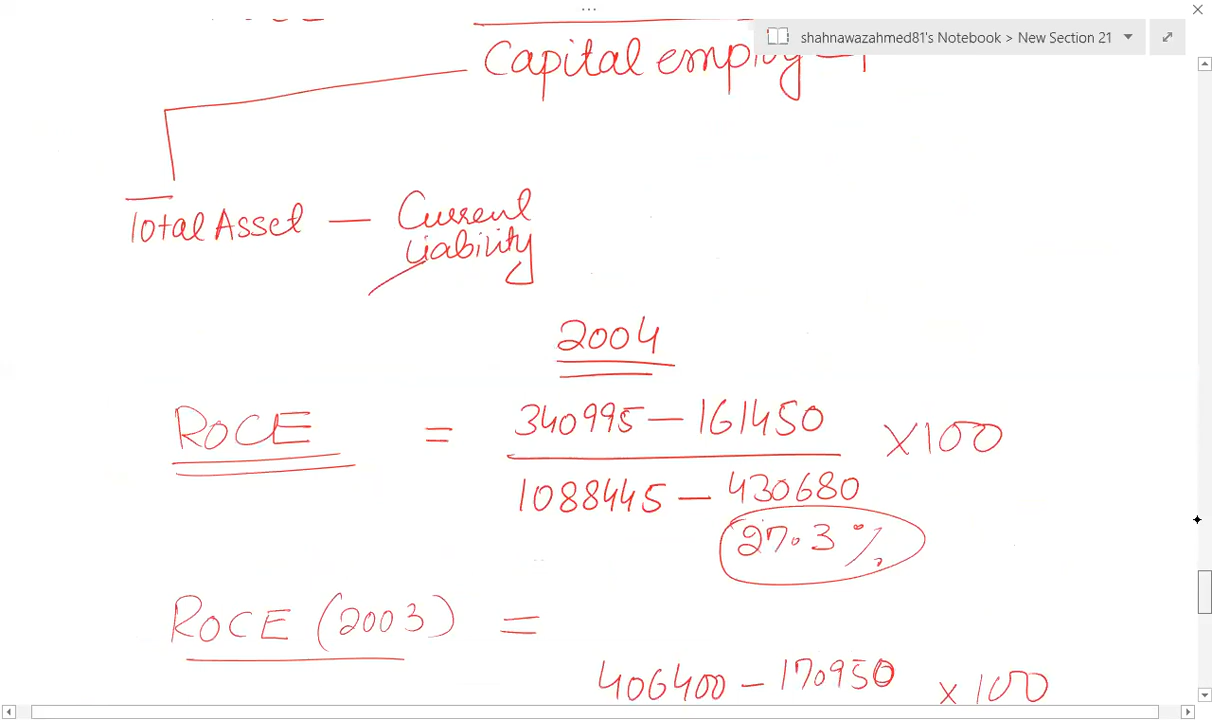 shahnawazahmed81's Notebook > New Section 21
Capital employ
Total Asset — Current
Liability
2004
ROCE = 340995 — 161450 X100
1088445 — 430680
27.3 %
ROCE (2003) =
406400 — 170950 x 100